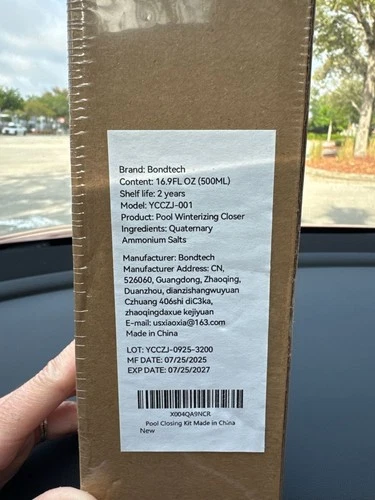 Brand: Bondtech
Content: 16.9FL OZ (500ML)
Shelf life: 2 years
Model: YCCZJ-001
Product: Pool Winterizing Closer
Ingredients: Quaternary
Ammonium Salts
Manufacturer: Bondtech
Manufacturer Address: CN,
526060, Guangdong, Zhaoqing,
Duanzhou, dianzishangwuyuan
Czhuang 406shi diC3ka,
zhaoqingdaxue kejiyuan
E-mail: usxiaoxia@163.com
Made in China
LOT: YCCZJ-0925-3200
MF DATE: 07/25/2025
EXP DATE: 07/25/2027
X004QA9NCR
Pool Closing Kit Made in China
New